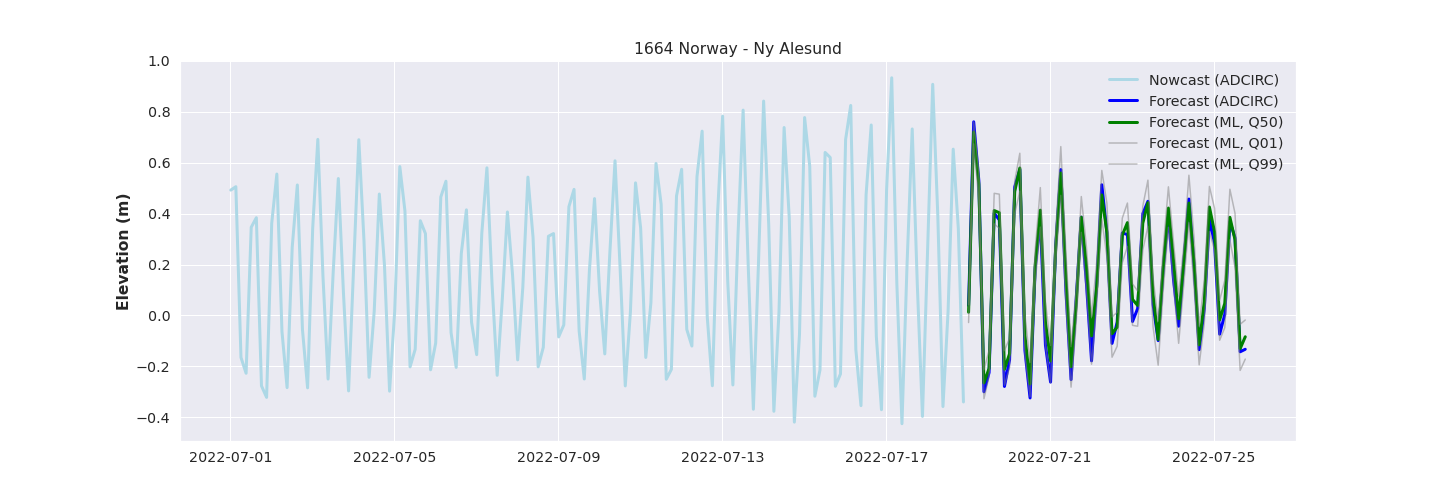 1664 Norway - Ny Alesund
1.0
0.8
0.6
0.4
0.2
0.0
−0.2
−0.4
Elevation (m)
Nowcast (ADCIRC)
Forecast (ADCIRC)
Forecast (ML, Q50)
Forecast (ML, Q01)
Forecast (ML, Q99)
2022-07-01 2022-07-05 2022-07-09 2022-07-13 2022-07-17 2022-07-21 2022-07-25